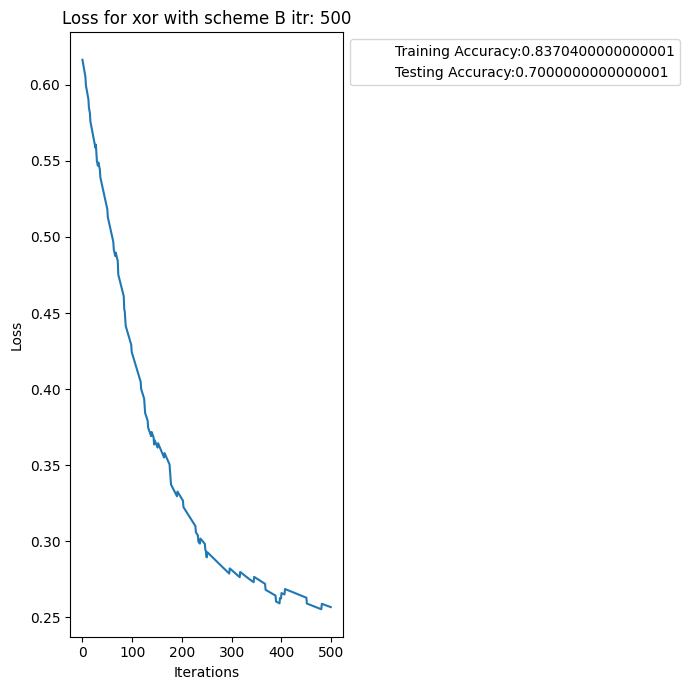 Loss for xor with scheme B itr: 500
Training Accuracy:0.8370400000000001
Testing Accuracy:0.7000000000000001
0.60
0.55
0.50
0.45
0.40
0.35
0.30
0.25
Loss
0 100 200 300 400 500
Iterations